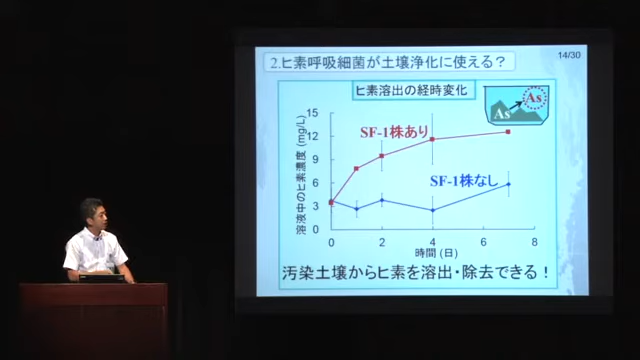 14/30
2.ヒ素呼吸細菌が土壌浄化に使える？
ヒ素溶出の経時変化
As
As
溶液中のヒ素濃度 (mg/L)
15
12
9
6
3
0
SF-1株あり
SF-1株なし
0
2
4
6
8
時間 (日)
汚染土壌からヒ素を溶出・除去できる！